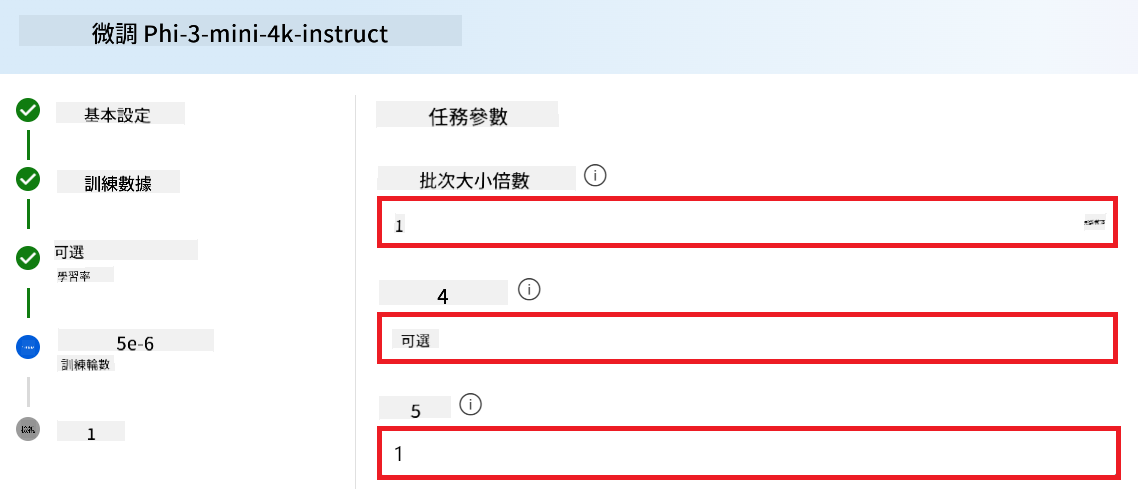 微調 Phi-3-mini-4k-instruct
基本設定
訓練數據
可選
學習率
5e-6
訓練輪數
1
任務參數
批次大小倍數
1
4
可選
5
1